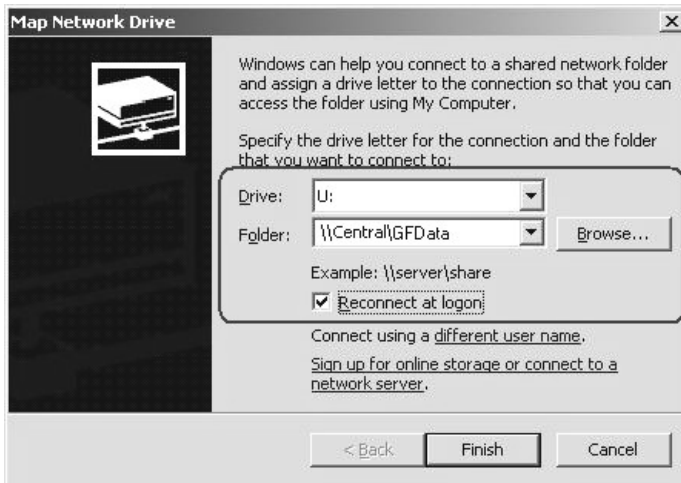 Map Network Drive
Windows can help you connect to a shared network folder
and assign a drive letter to the connection so that you can
access the folder using My Computer.
Specify the drive letter for the connection and the folder
that you want to connect to:
Drive: U:
Folder: \\Central\GFData Browse...
Example: \\server\share
Reconnect at logon
Connect using a different user name.
Sign up for online storage or connect to a
network server.
< Back Finish Cancel